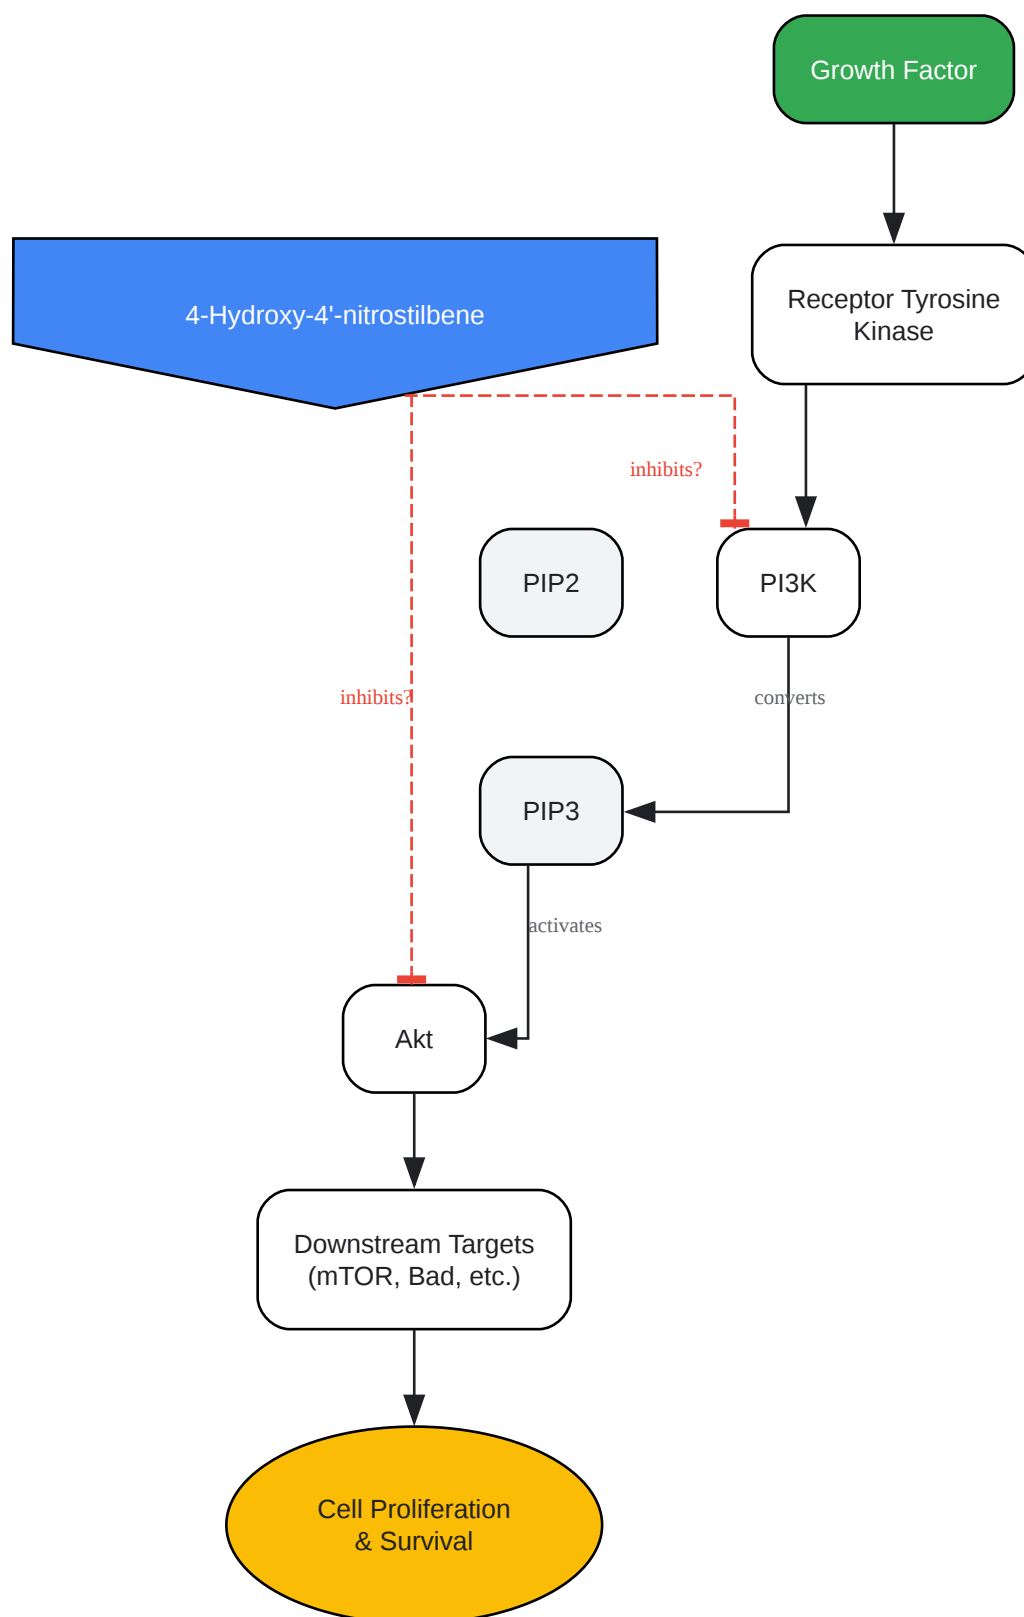 Growth Factor
4-Hydroxy-4'-nitrostilbene
Receptor Tyrosine
Kinase
inhibits?
PIP2
PI3K
inhibits?
converts
PIP3
activates
Akt
Downstream Targets
(mTOR, Bad, etc.)
Cell Proliferation
& Survival